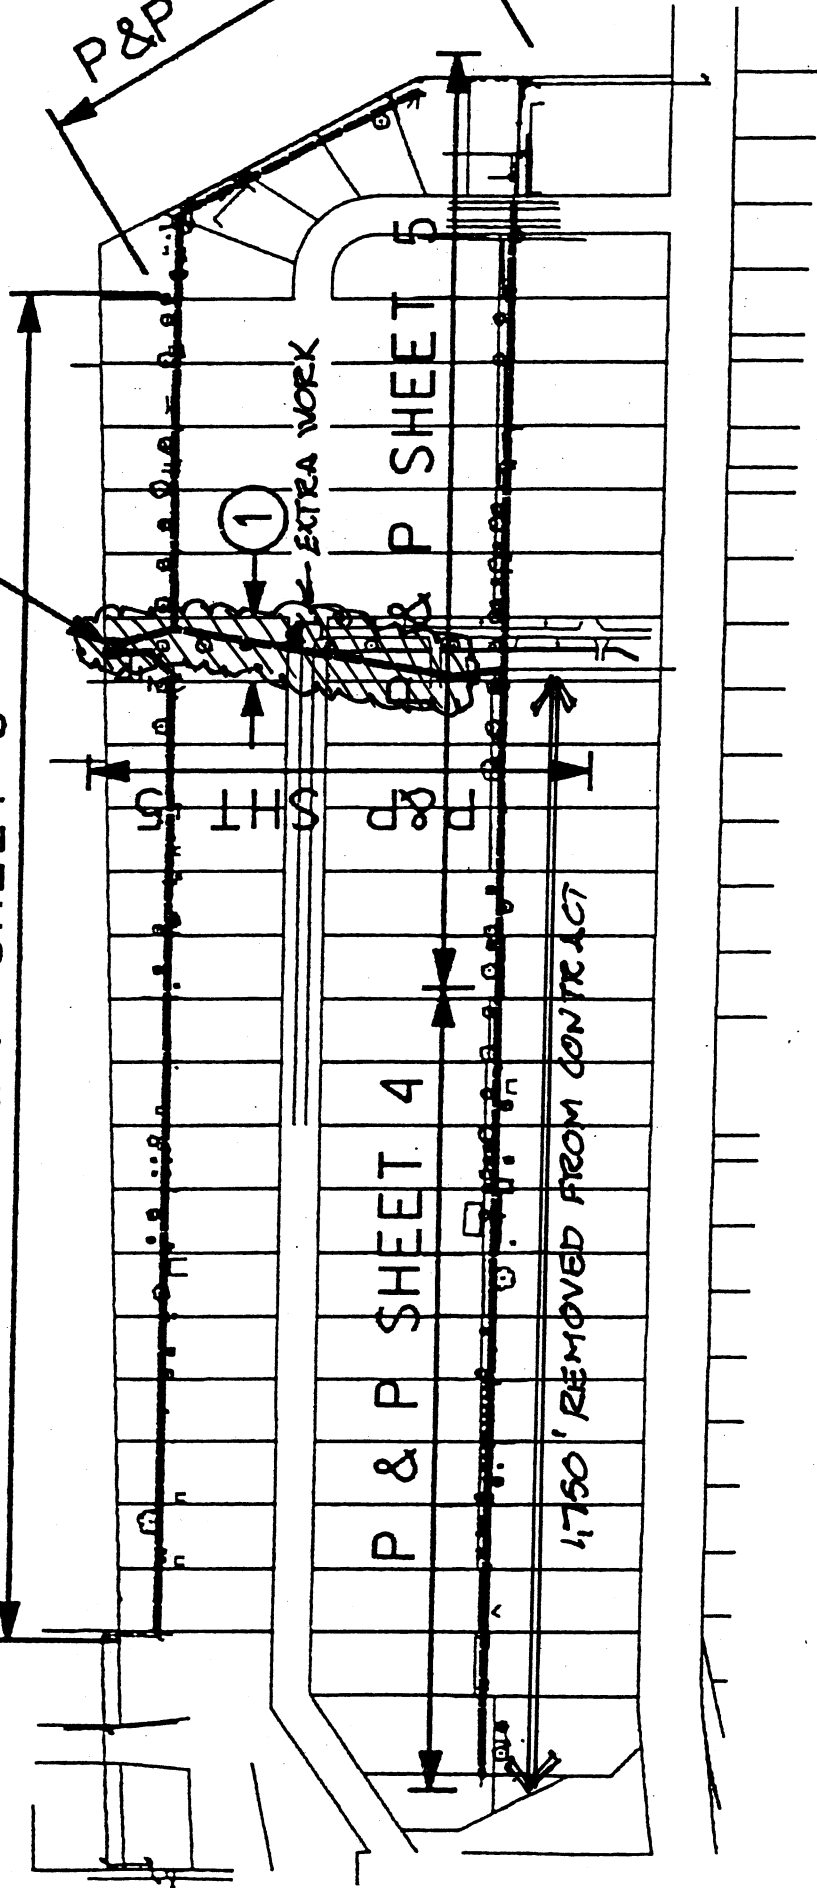 P &P
EXTRA WORK
1
P & P SHEET 5
P&P
SHT
5
P & P SHEET 4
1,750' REMOVED FROM CONTRACT